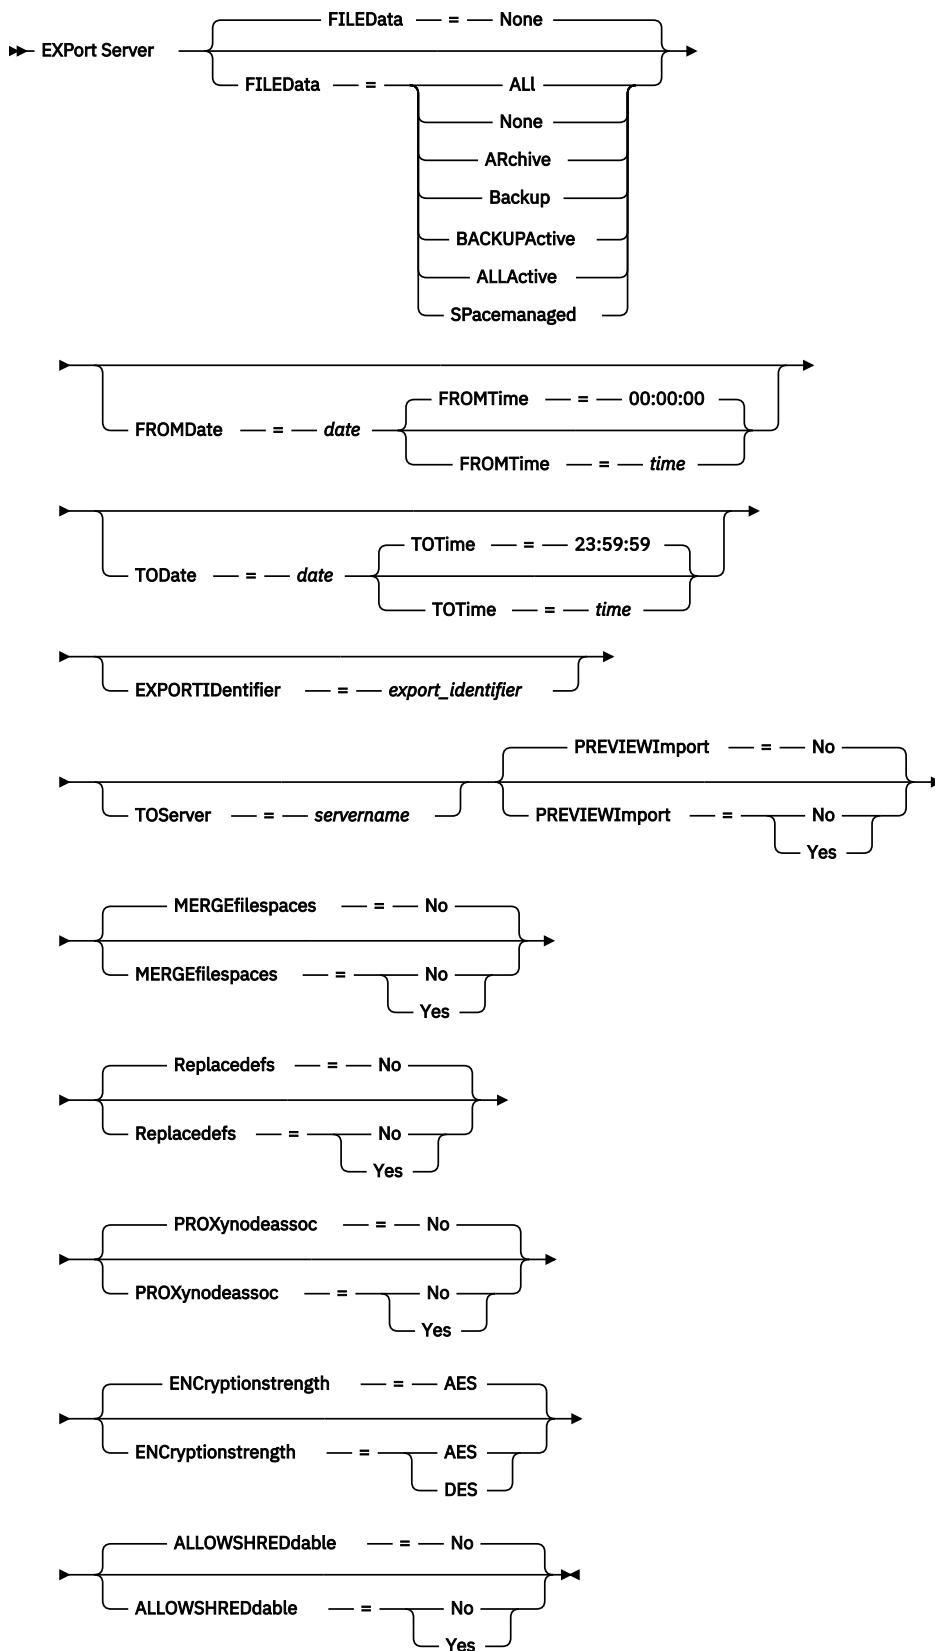 FILEData = None
EXPort Server
FILEData = ALl
None
ARchive
Backup
BACKUPActive
ALLActive
SPacemanaged
FROMTime = 00:00:00
FROMDate = date
FROMTime = time
TOTime = 23:59:59
TODate = date
TOTime = time
EXPORTIDentifier = export_identifier
PREVIEWImport = No
TOServer = servername PREVIEWImport = No
Yes
MERGEfilespaces = No
MERGEfilespaces = No
Yes
Replacedefs = No
Replacedefs = No
Yes
PROXynodeassoc = No
PROXynodeassoc = No
Yes
ENCryptionstrength = AES
ENCryptionstrength = AES
DES
ALLOWSHREDdable = No
ALLOWSHREDdable = No
Yes